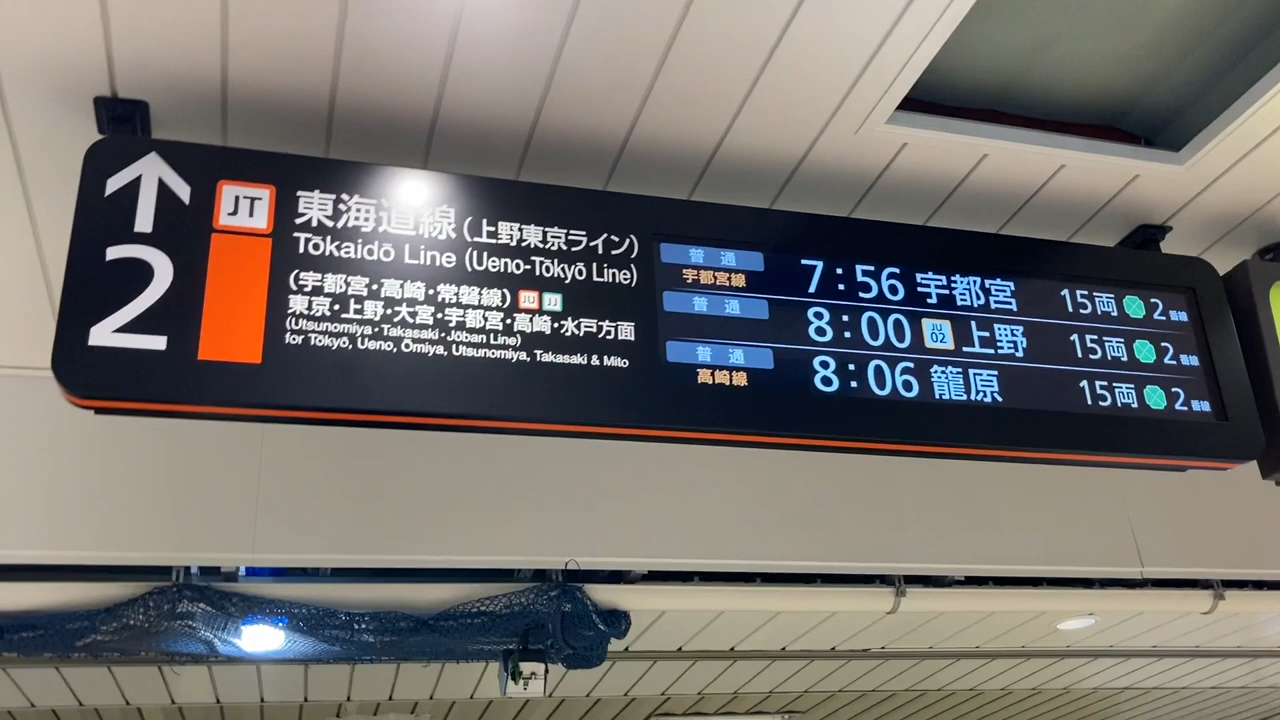 2
JT
東海道線(上野東京ライン)
Tōkaidō Line (Ueno-Tōkyō Line)
(宇都宮・高崎・常磐線) JU JJ
東京・上野・大宮・宇都宮・高崎・水戸方面
(Utsunomiya・Takasaki・Jōban Line)
for Tōkyō, Ueno, Ōmiya, Utsunomiya, Takasaki & Mito
普通 7:56 宇都宮 15両 2番線
宇都宮線
普通 8:00 JU 02 上野 15両 2番線
普通 8:06 籠原 15両 2番線
高崎線